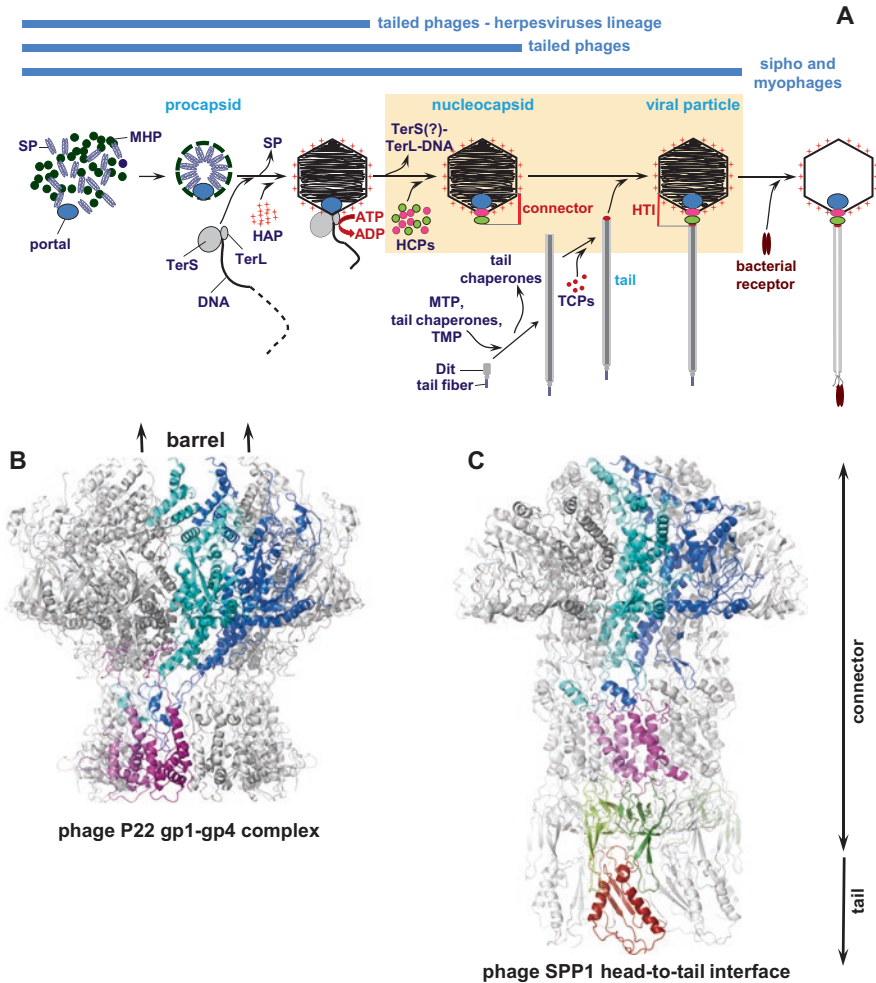 A
tailed phages - herpesviruses lineage
tailed phages
sipho and
myophages
procapsid
nucleocapsid
viral particle
SP
MHP
SP
TerS(?)-
TerL-DNA
portal
HAP
ATP
ADP
HCPs
connector
HTI
TerS
TerL
DNA
tail
chaperones
TCPs
tail
bacterial
receptor
MTP,
tail chaperones,
TMP
Dit
tail fiber
B
barrel
C
connector
tail
phage P22 gp1-gp4 complex
phage SPP1 head-to-tail interface